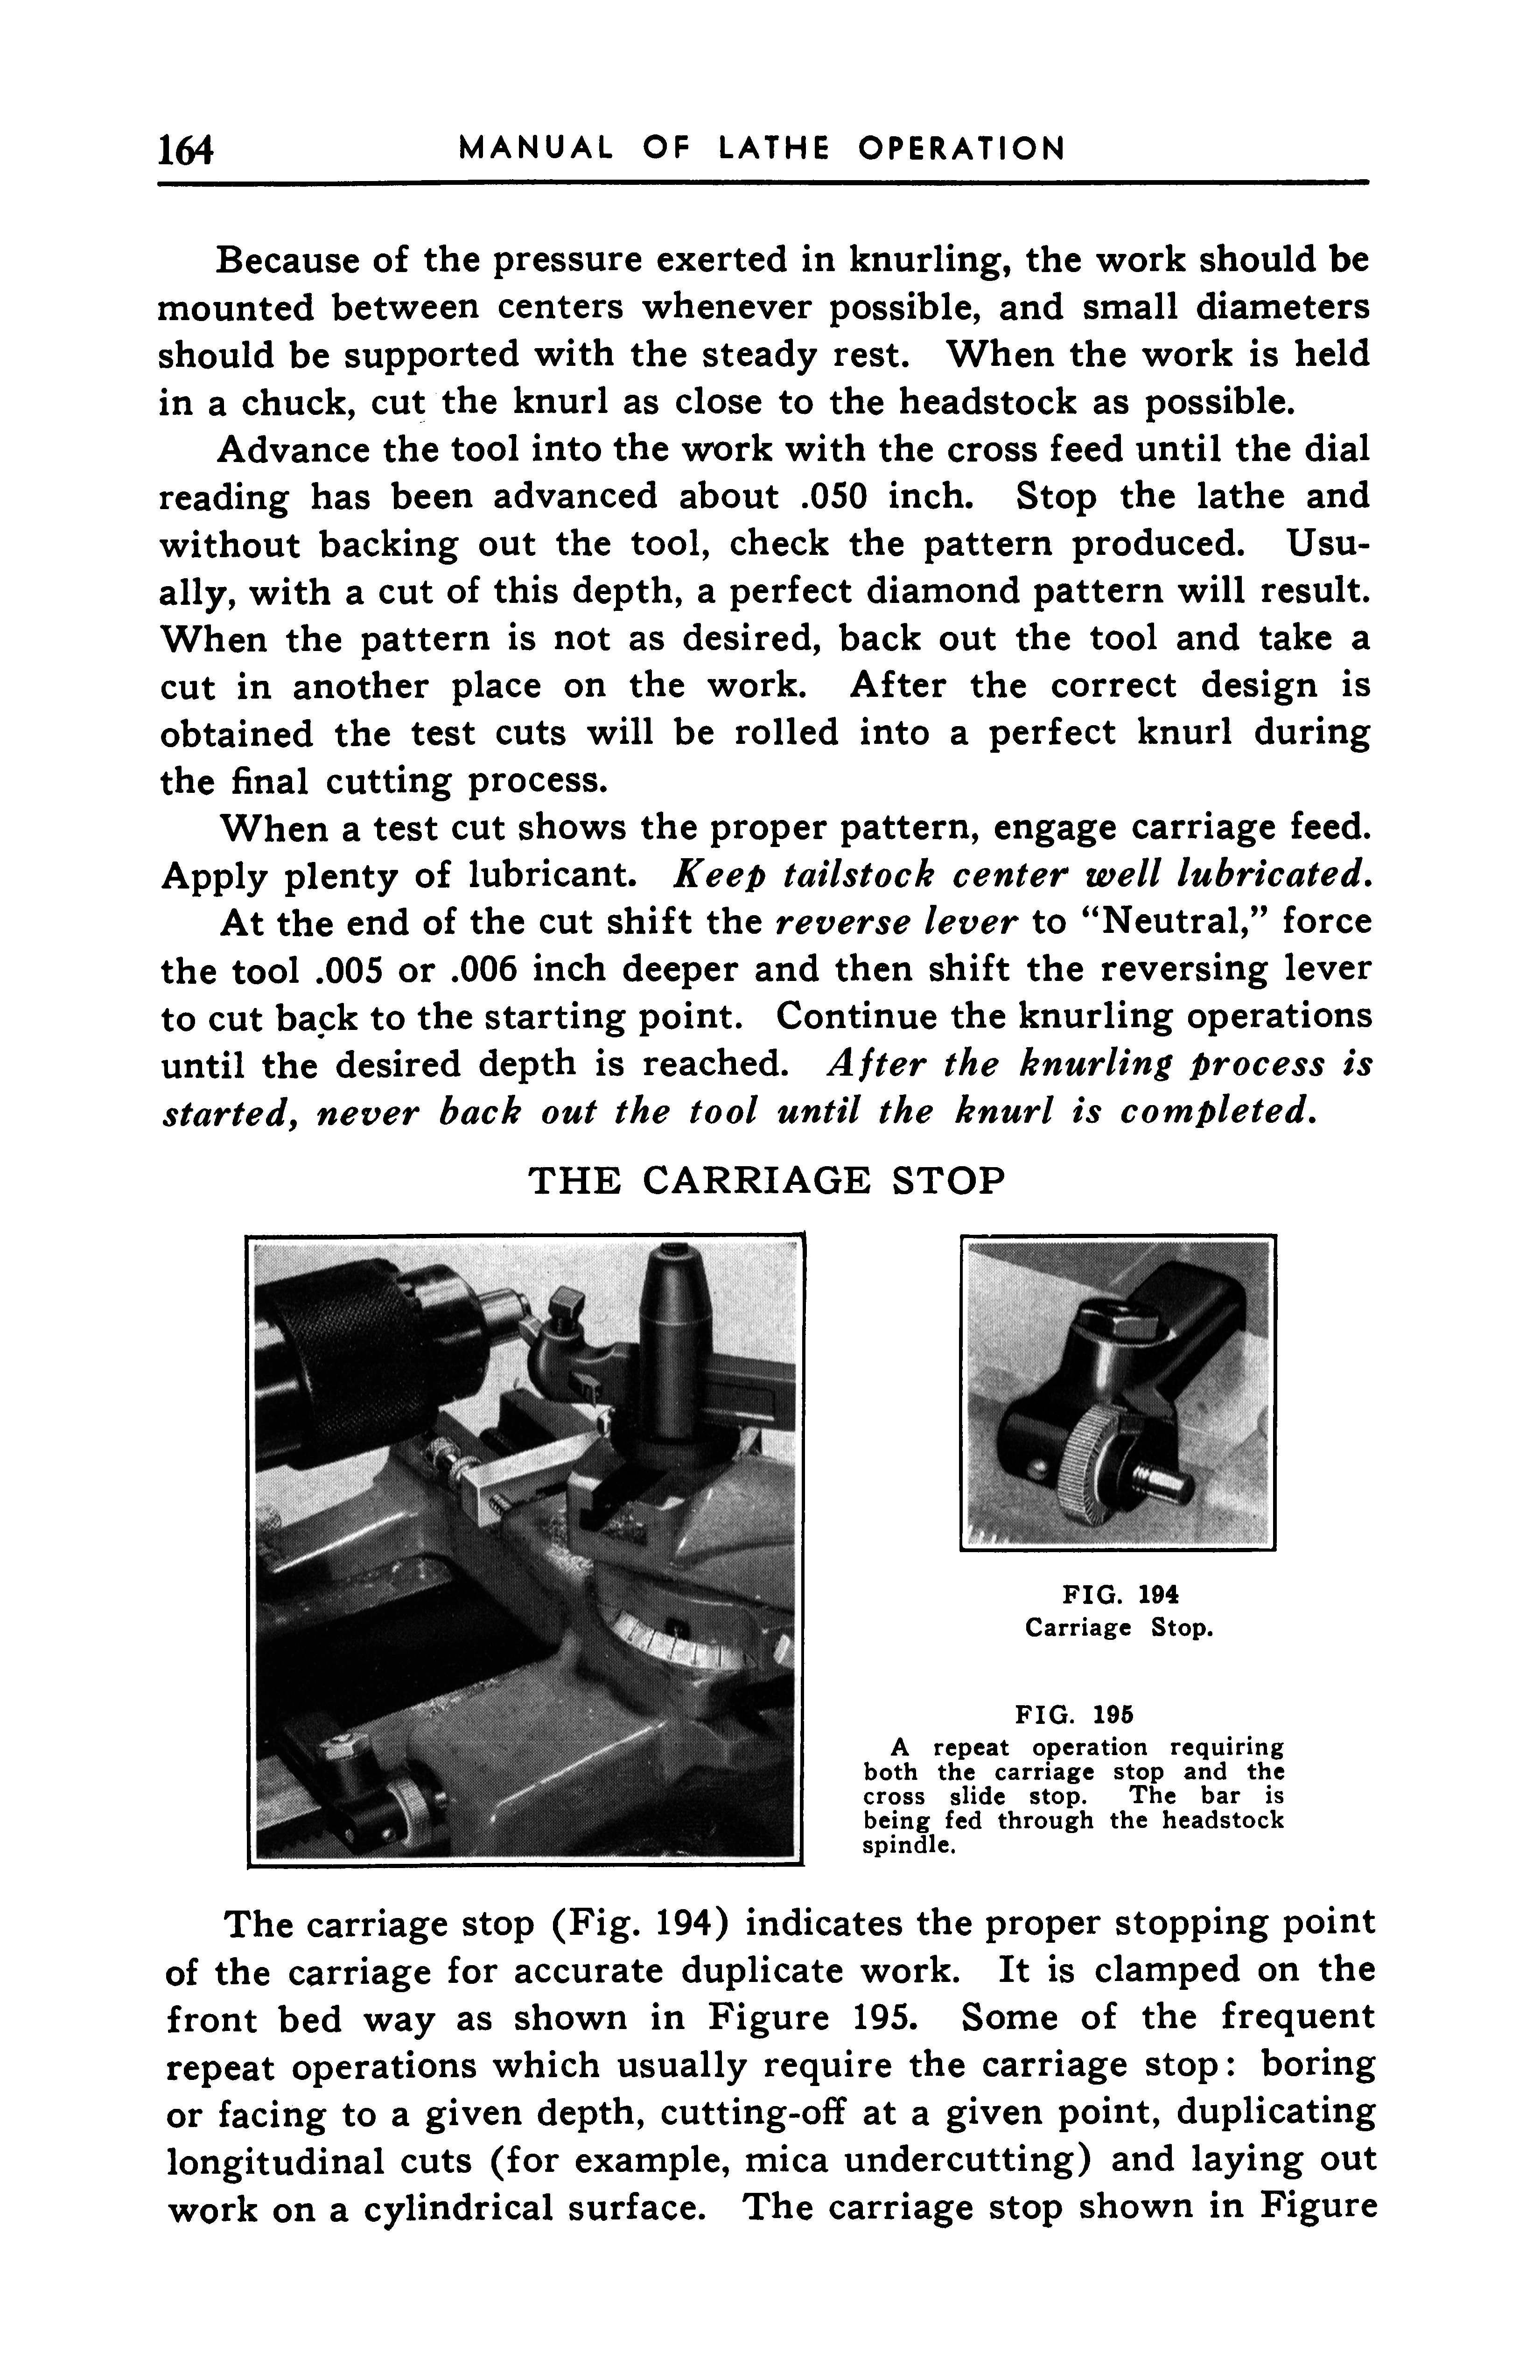 164 MANUAL OF LATHE OPERATION
Because of the pressure exerted in knurling, the work should be
mounted between centers whenever possible, and small diameters
should be supported with the steady rest. When the work is held
in a chuck, cut the knurl as close to the headstock as possible.
Advance the tool into the work with the cross feed until the dial
reading has been advanced about .050 inch. Stop the lathe and
without backing out the tool, check the pattern produced. Usu-
ally, with a cut of this depth, a perfect diamond pattern will result.
When the pattern is not as desired, back out the tool and take a
cut in another place on the work. After the correct design is
obtained the test cuts will be rolled into a perfect knurl during
the final cutting process.
When a test cut shows the proper pattern, engage carriage feed.
Apply plenty of lubricant. Keep tailstock center well lubricated.
At the end of the cut shift the reverse lever to “Neutral,” force
the tool .005 or .006 inch deeper and then shift the reversing lever
to cut back to the starting point. Continue the knurling operations
until the desired depth is reached. After the knurling process is
started, never back out the tool until the knurl is completed.
THE CARRIAGE STOP
FIG. 194
Carriage Stop.
FIG. 195
A repeat operation requiring
both the carriage stop and the
cross slide stop. The bar is
being fed through the headstock
spindle.
The carriage stop (Fig. 194) indicates the proper stopping point
of the carriage for accurate duplicate work. It is clamped on the
front bed way as shown in Figure 195. Some of the frequent
repeat operations which usually require the carriage stop: boring
or facing to a given depth, cutting-off at a given point, duplicating
longitudinal cuts (for example, mica undercutting) and laying out
work on a cylindrical surface. The carriage stop shown in Figure